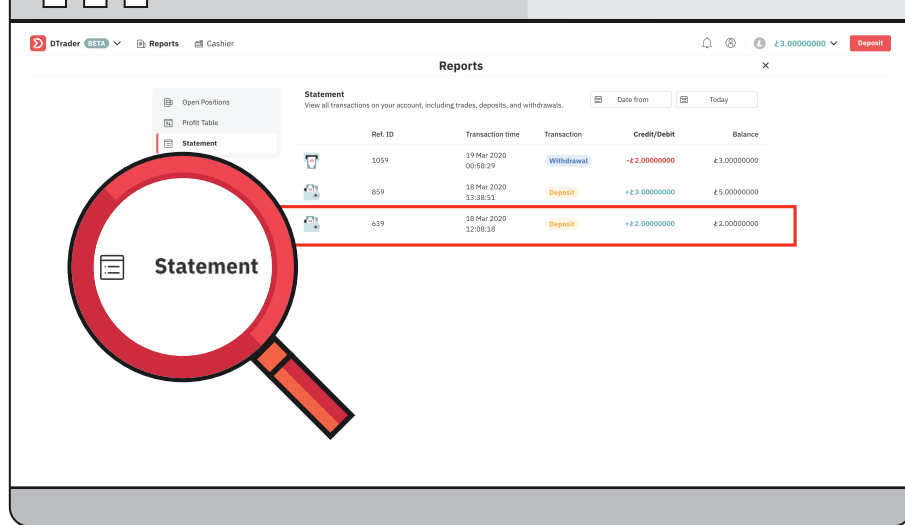 DTrader BETA Reports Cashier Ł3.00000000 Deposit
Reports
Open Positions
Profit Table
Statement
Statement
View all transactions on your account, including trades, deposits, and withdrawals.
Date from Today
Ref. ID Transaction time Transaction Credit/Debit Balance
1059 19 Mar 2020 00:58:29 Withdrawal -Ł2.00000000 Ł3.00000000
859 18 Mar 2020 13:38:51 Deposit +Ł3.00000000 Ł5.00000000
639 18 Mar 2020 12:08:18 Deposit +Ł2.00000000 Ł2.00000000
Statement